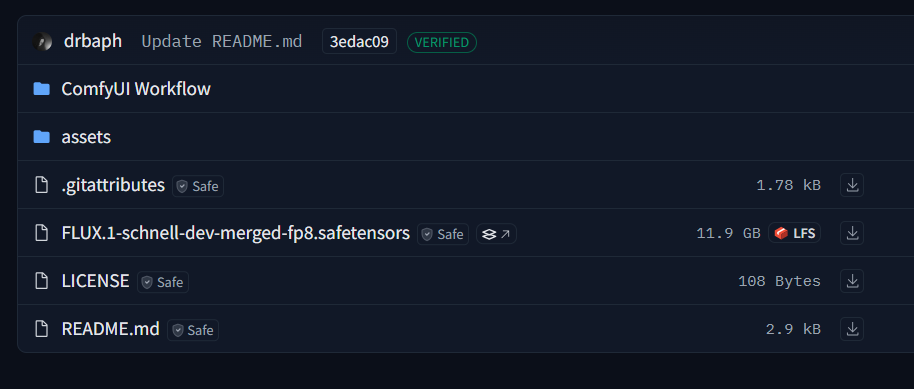 drbaph Update README.md 3edac09 VERIFIED
ComfyUI Workflow
assets
.gitattributes Safe 1.78 kB
FLUX.1-schnell-dev-merged-fp8.safetensors Safe 11.9 GB LFS
LICENSE Safe 108 Bytes
README.md Safe 2.9 kB